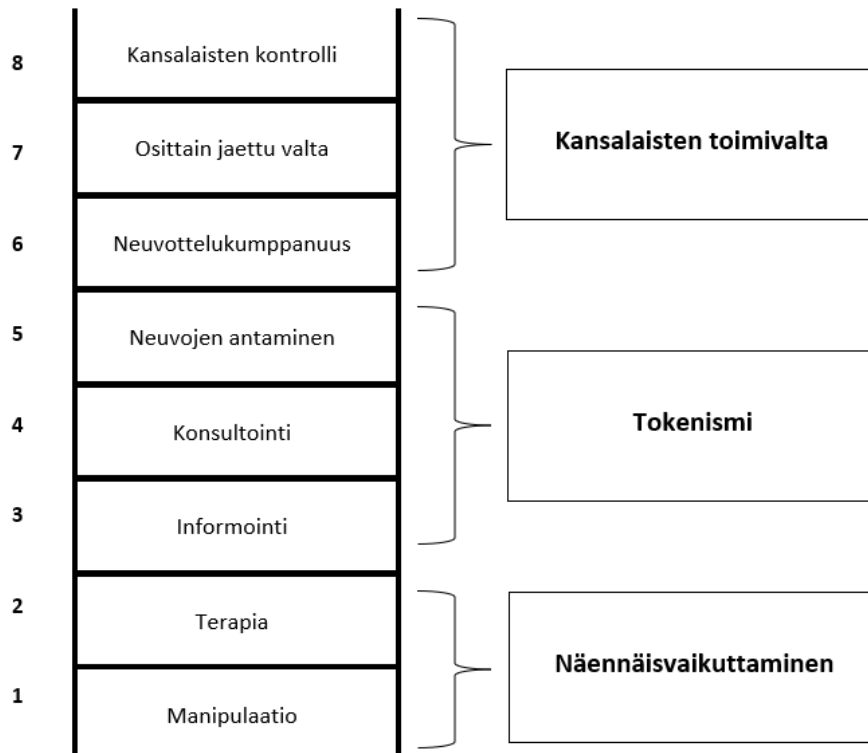 8
Kansalaisten kontrolli
7
Osittain jaettu valta
Kansalaisten toimivalta
6
Neuvottelukumppanuus
5
Neuvojen antaminen
4
Konsultointi
Tokenismi
3
Informointi
2
Terapia
Näennäisvaikuttaminen
1
Manipulaatio